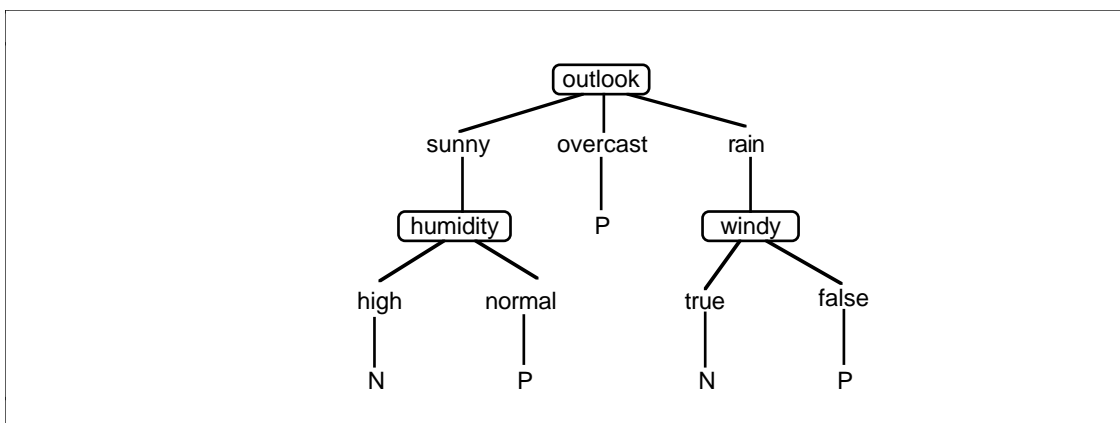 outlook
sunny overcast rain
humidity P windy
high normal true false
N P N P